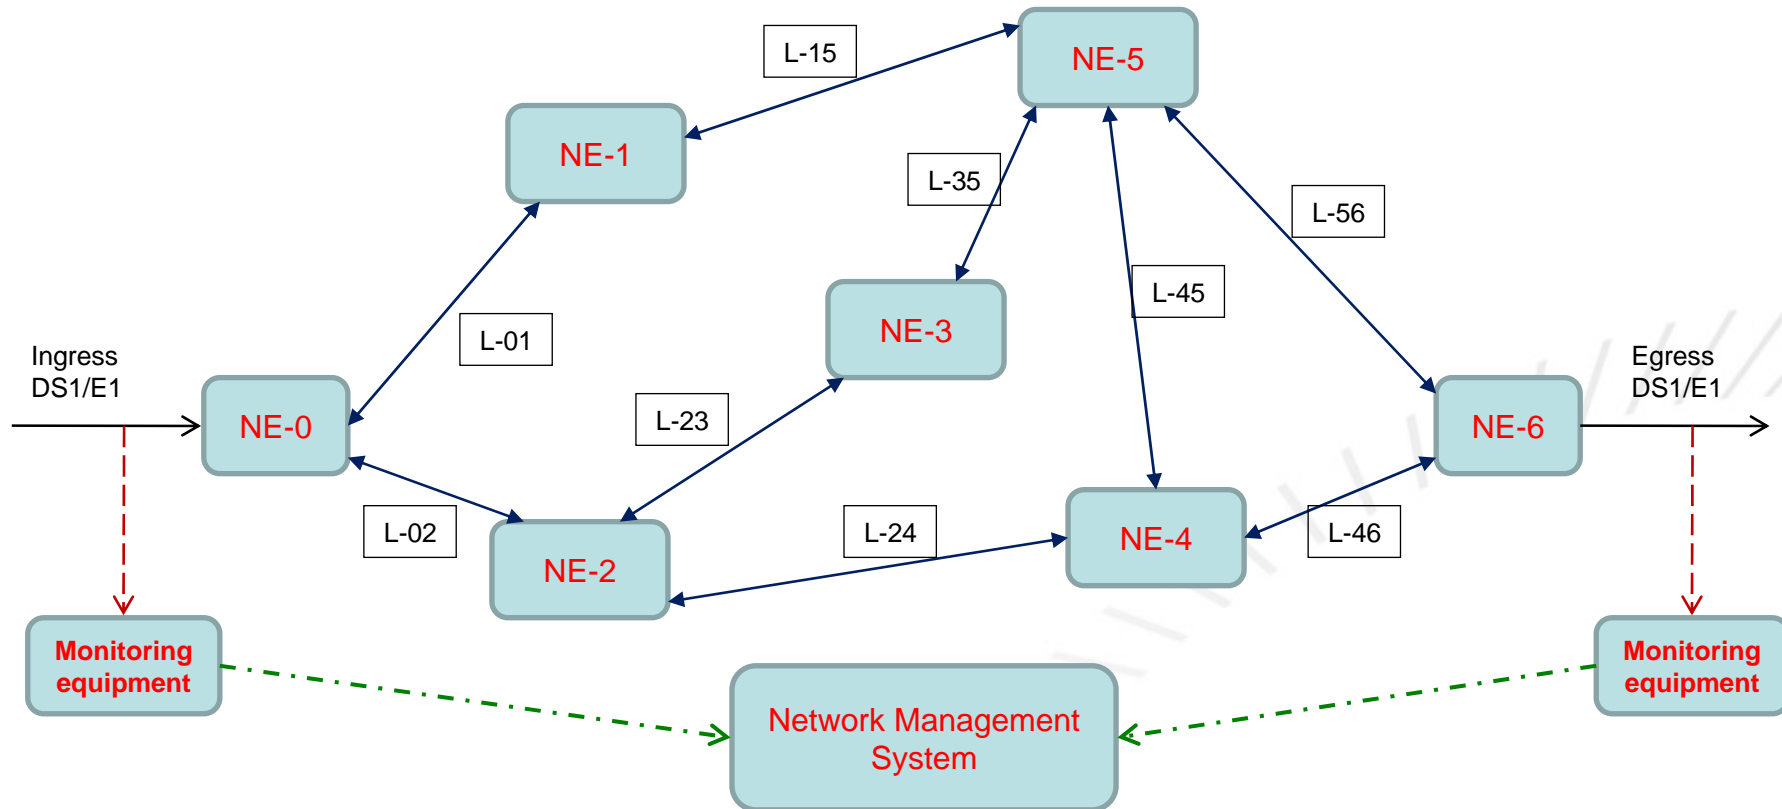 L-15
NE-5
NE-1
L-35
L-56
L-45
NE-3
L-01
Ingress
DS1/E1
Egress
DS1/E1
L-23
NE-0
NE-6
L-02
L-24
L-46
NE-4
NE-2
Monitoring
equipment
Monitoring
equipment
Network Management
System